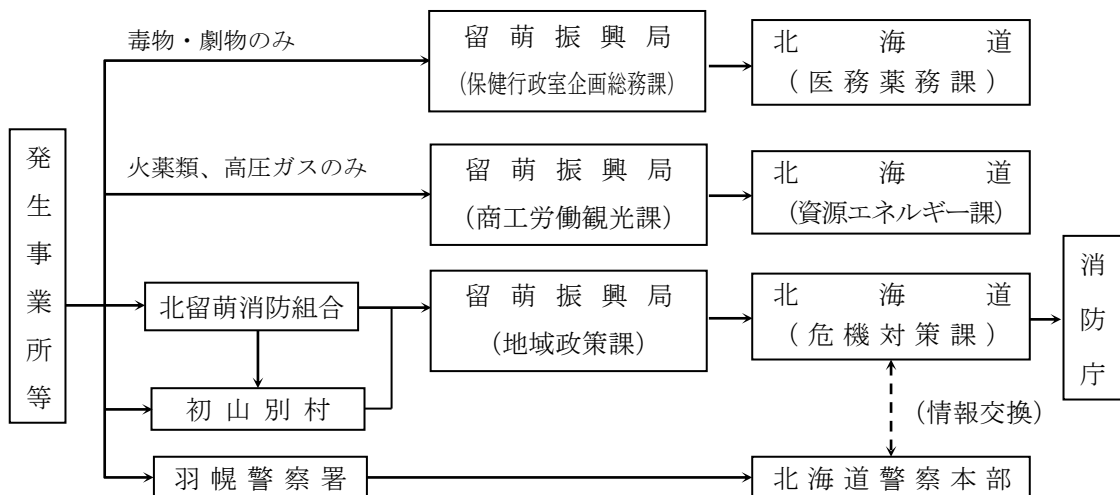 毒物・劇物のみ
留萌振興局
(保健行政室企画総務課)
北海道
(医務薬務課)
発生事業所等
火薬類、高圧ガスのみ
留萌振興局
(商工労働観光課)
北海道
(資源エネルギー課)
北留萌消防組合
留萌振興局
(地域政策課)
北海道
(危機対策課)
消防庁
初山別村
(情報交換)
羽幌警察署
北海道警察本部